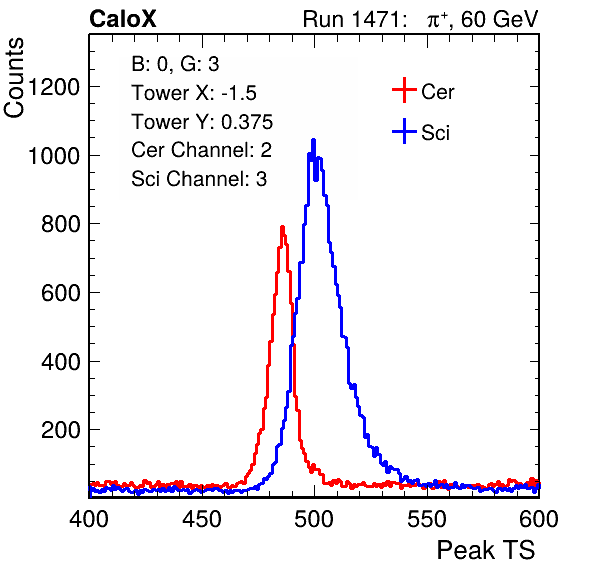 CaloX Run 1471: π⁺, 60 GeV
Counts
B: 0, G: 3
Tower X: -1.5
Tower Y: 0.375
Cer Channel: 2
Sci Channel: 3
Cer
Sci
1200
1000
800
600
400
200
400 450 500 550 600
Peak TS